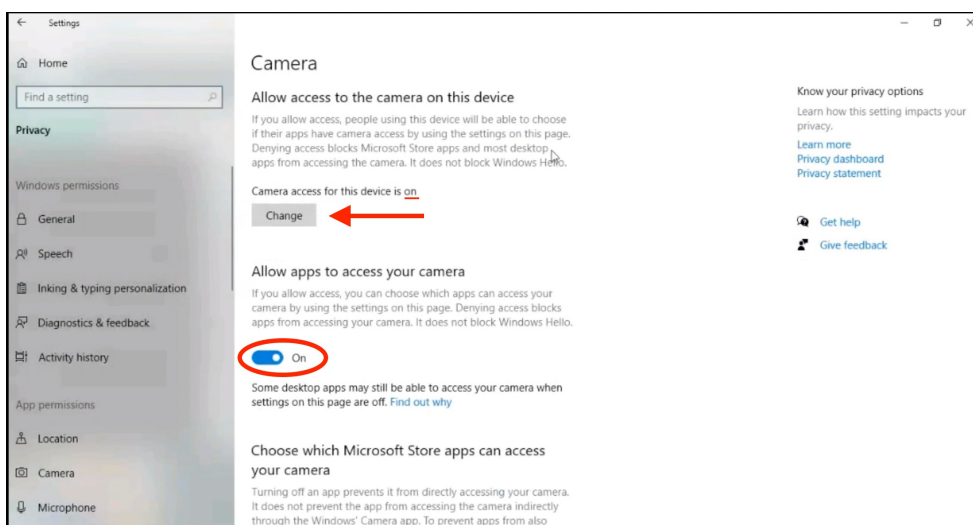 Settings
Home
Find a setting
Privacy
Windows permissions
General
Speech
Inking & typing personalization
Diagnostics & feedback
Activity history
App permissions
Location
Camera
Microphone
Camera
Allow access to the camera on this device
If you allow access, people using this device will be able to choose
if their apps have camera access by using the settings on this page.
Denying access blocks Microsoft Store apps and most desktop
apps from accessing the camera. It does not block Windows Hello.
Camera access for this device is on
Change
Allow apps to access your camera
If you allow access, you can choose which apps can access your
camera by using the settings on this page. Denying access blocks
apps from accessing your camera. It does not block Windows Hello.
On
Some desktop apps may still be able to access your camera when
settings on this page are off. Find out why
Choose which Microsoft Store apps can access
your camera
Turning off an app prevents it from directly accessing your camera.
It does not prevent the app from accessing the camera indirectly
through the Windows' Camera app. To prevent apps from also
Know your privacy options
Learn how this setting impacts your
privacy.
Learn more
Privacy dashboard
Privacy statement
Get help
Give feedback